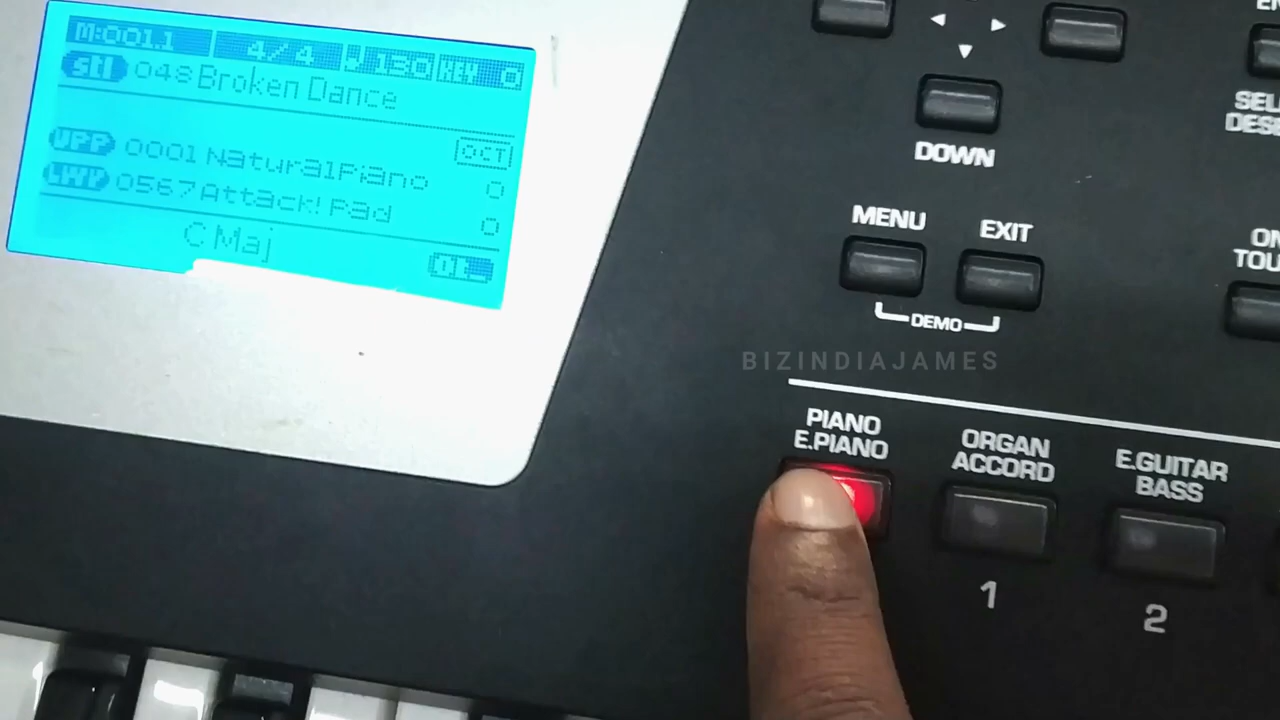 M:001.1 4/4 130 KEY 0
stl 048 Broken Dance
OCT
UPP 0001 NaturalPiano 0
LWR 0567 Attack! Pad 0
C Maj
DOWN
MENU
EXIT
DEMO
BIZINDIAJAMES
PIANO
E.PIANO
ORGAN
ACCORD
E.GUITAR
BASS
1
2